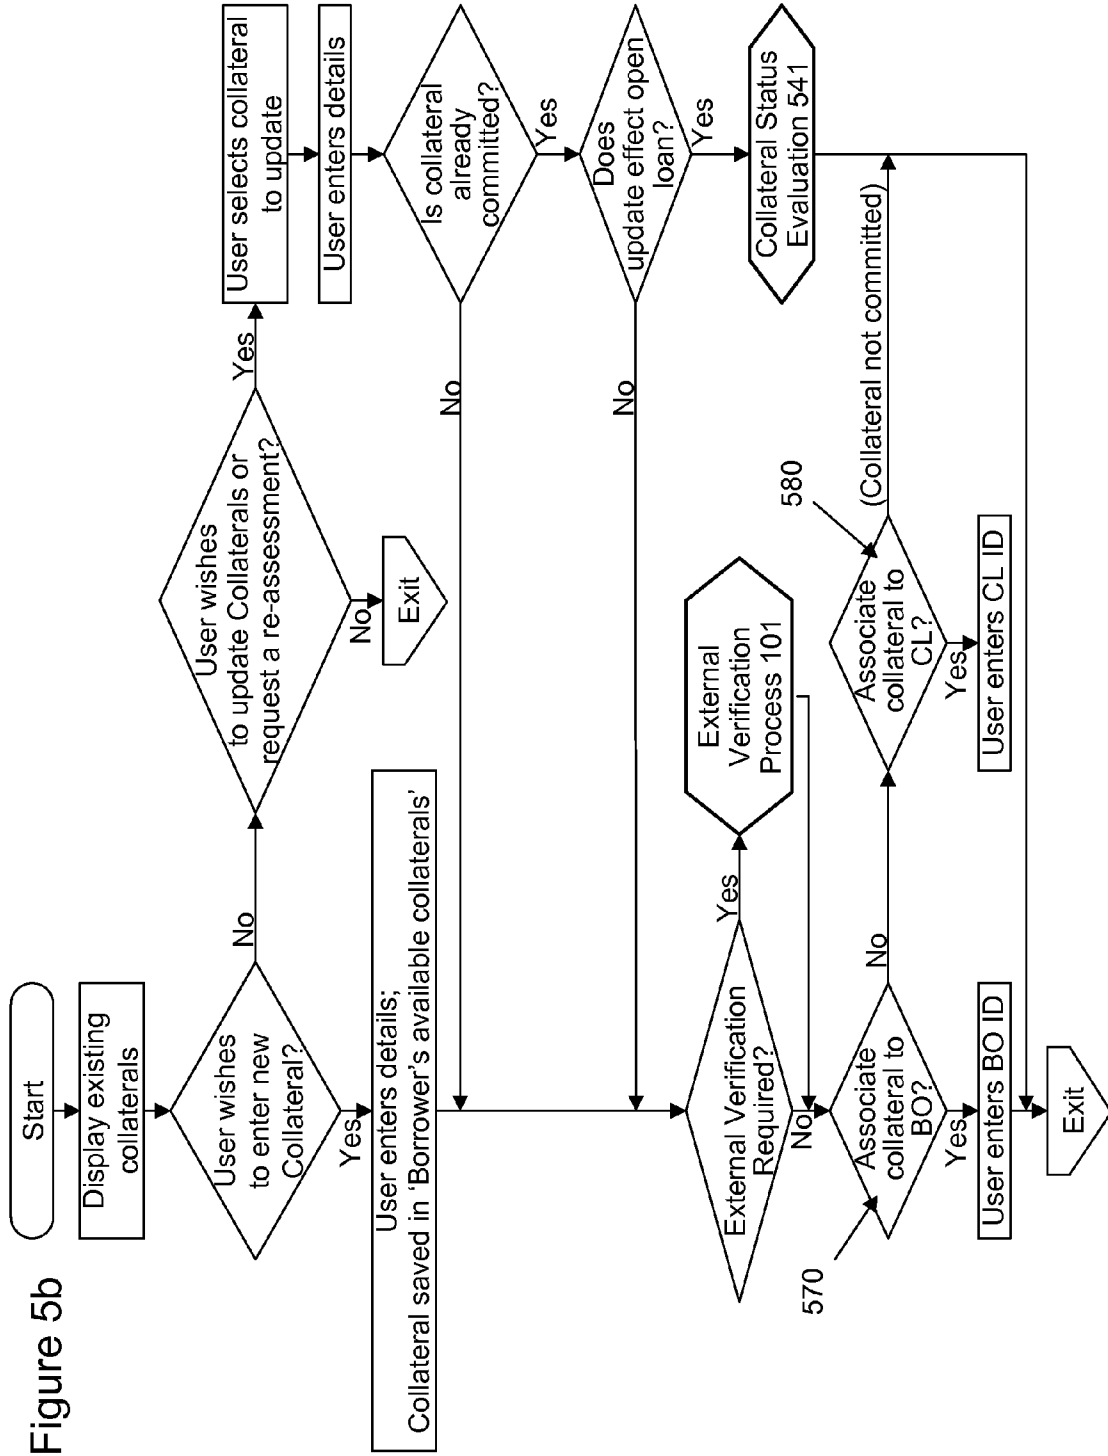 Figure 5b
Start
Display existing
collaterals
User wishes
to enter new
Collateral?
No
Yes
User wishes
to update Collaterals or
request a re-assessment?
Yes
No
Exit
User selects collateral
to update
User enters details
Is collateral
already
committed?
No
Yes
Does
update effect open
loan?
No
Yes
Collateral Status
Evaluation 541
User enters details;
Collateral saved in ‘Borrower’s available collaterals’
External Verification
Required?
Yes
No
External
Verification
Process 101
570
Associate
collateral to
BO?
No
Yes
User enters BO ID
580
Associate
collateral to
CL?
(Collateral not committed)
Yes
User enters CL ID
Exit